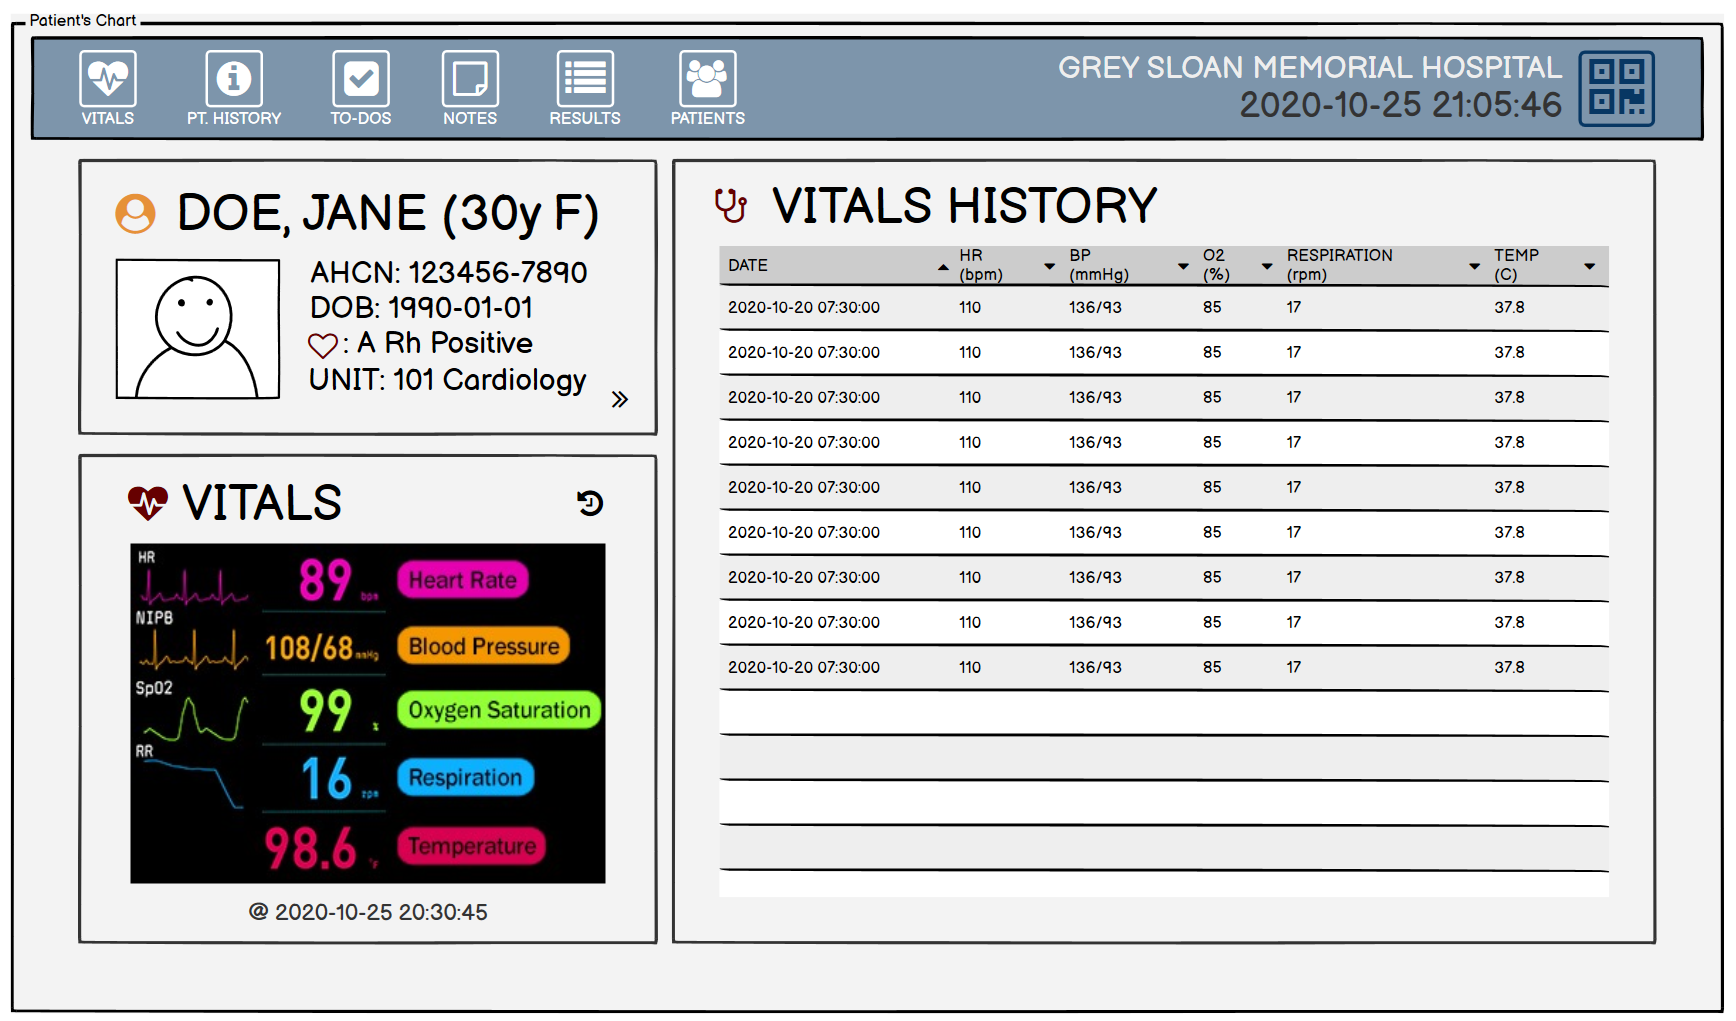 Patient's Chart
VITALS
PT. HISTORY
TO-DOS
NOTES
RESULTS
PATIENTS
GREY SLOAN MEMORIAL HOSPITAL
2020-10-25 21:05:46
DOE, JANE (30y F)
AHCN: 123456-7890
DOB: 1990-01-01
: A Rh Positive
UNIT: 101 Cardiology
VITALS
HR
89 bpm Heart Rate
NIPB
108/68 mmHg Blood Pressure
SpO2
99 % Oxygen Saturation
RR
16 rpm Respiration
98.6 °F Temperature
@ 2020-10-25 20:30:45
VITALS HISTORY
DATE HR (bpm) BP (mmHg) O2 (%) RESPIRATION (rpm) TEMP (C)
2020-10-20 07:30:00 110 136/93 85 17 37.8
2020-10-20 07:30:00 110 136/93 85 17 37.8
2020-10-20 07:30:00 110 136/93 85 17 37.8
2020-10-20 07:30:00 110 136/93 85 17 37.8
2020-10-20 07:30:00 110 136/93 85 17 37.8
2020-10-20 07:30:00 110 136/93 85 17 37.8
2020-10-20 07:30:00 110 136/93 85 17 37.8
2020-10-20 07:30:00 110 136/93 85 17 37.8
2020-10-20 07:30:00 110 136/93 85 17 37.8